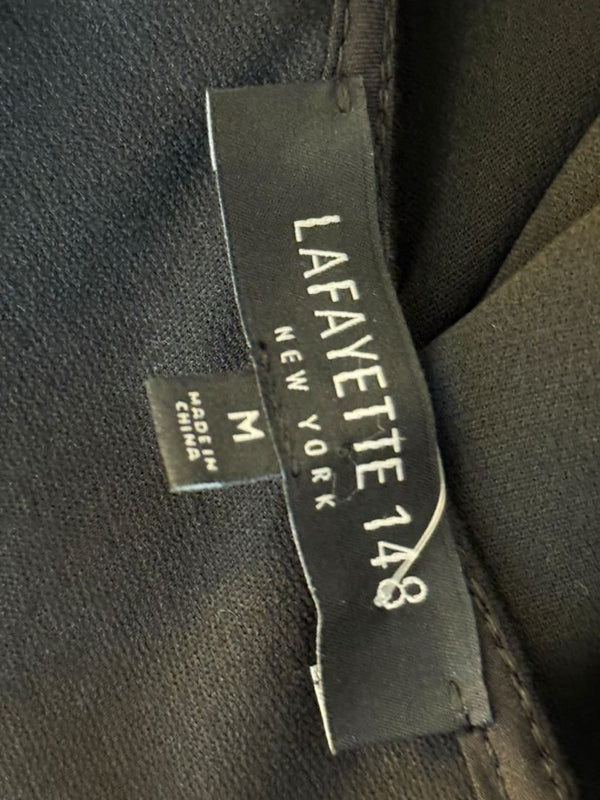 LAFAYETTE 148
NEW YORK
M
MADE IN
CHINA